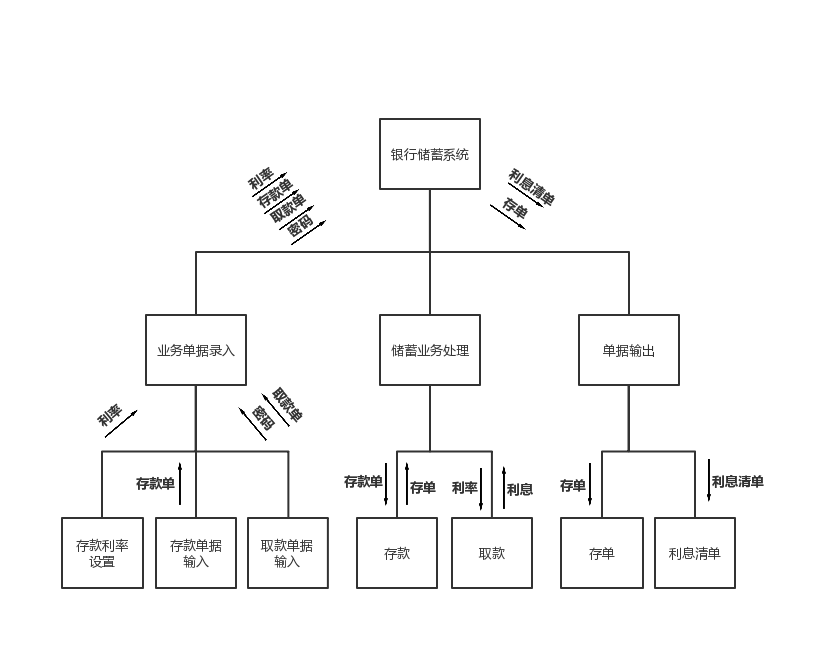 银行储蓄系统
利率
存款单
取款单
密码
利息清单
存单
业务单据录入
储蓄业务处理
单据输出
利率
密码
取款单
存款单
存款单
存单
利率
利息
存单
利息清单
存款利率
设置
存款单据
输入
取款单据
输入
存款
取款
存单
利息清单